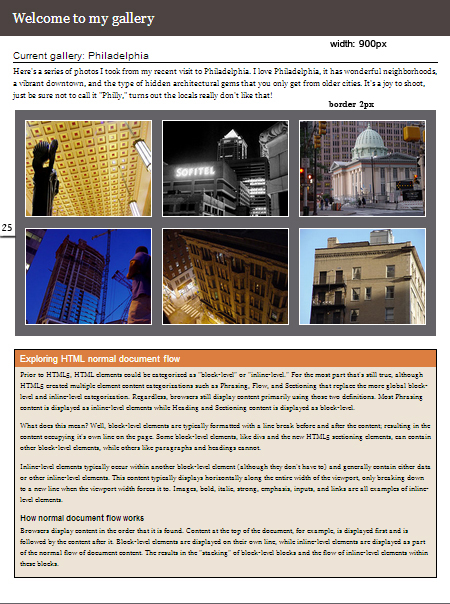 Welcome to my gallery
width: 900px
Current gallery: Philadelphia
Here's a series of photos I took from my recent visit to Philadelphia. I love Philadelphia, it has wonderful neighborhoods,
a vibrant downtown, and the type of hidden architectural gems that you only get from older cities. It's a joy to shoot,
just be sure not to call it "Philly," turns out the locals really don't like that!
border 2px
SOFITEL
25
Exploring HTML normal document flow
Prior to HTML5, HTML elements could be categorized as "block-level" or "inline-level." For the most part that's still true, although
HTML5 created multiple element content categorizations such as Phrasing, Flow, and Sectioning that replace the more global block-
level and inline-level categorization. Regardless, browsers still display content primarily using those two definitions. Most Phrasing
content is displayed as inline-level elements while Heading and Sectioning content is displayed as block-level.
What does this mean? Well, block-level elements are typically formatted with a line break before and after the content; resulting in the
content occupying it's own line on the page. Some block-level elements, like divs and the new HTML5 sectioning elements, can contain
other block-level elements, while others like paragraphs and headings cannot.
Inline-level elements typically occur within another block-level element (although they don't have to) and generally contain either data
or other inline-level elements. This content typically displays horizontally along the entire width of the viewport, only breaking down
to a new line when the viewport width forces it to. Images, bold, italic, strong, emphasis, inputs, and links are all examples of inline-
level elements.
How normal document flow works
Browsers display content in the order that it is found. Content at the top of the document, for example, is displayed first and is
followed by the content after it. Block-level elements are displayed on their own line, while inline-level elements are displayed as part
of the normal flow of document content. The results in the "stacking" of block-level blocks and the flow of inline-level elements within
these blocks.